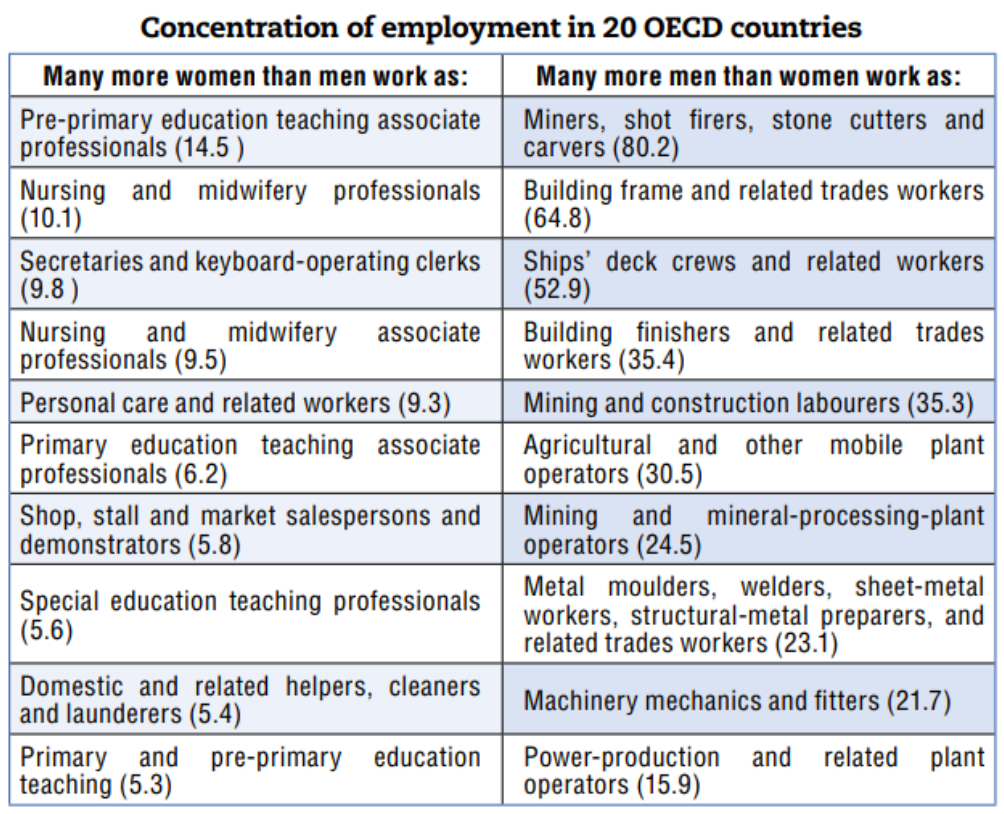 Concentration of employment in 20 OECD countries
Many more women than men work as:
Many more men than women work as:
Pre-primary education teaching associate
professionals (14.5 )
Miners, shot firers, stone cutters and
carvers (80.2)
Nursing and midwifery professionals
(10.1)
Building frame and related trades workers
(64.8)
Secretaries and keyboard-operating clerks
(9.8 )
Ships’ deck crews and related workers
(52.9)
Nursing and midwifery associate
professionals (9.5)
Building finishers and related trades
workers (35.4)
Personal care and related workers (9.3)
Mining and construction labourers (35.3)
Primary education teaching associate
professionals (6.2)
Agricultural and other mobile plant
operators (30.5)
Shop, stall and market salespersons and
demonstrators (5.8)
Mining and mineral-processing-plant
operators (24.5)
Special education teaching professionals
(5.6)
Metal moulders, welders, sheet-metal
workers, structural-metal preparers, and
related trades workers (23.1)
Domestic and related helpers, cleaners
and launderers (5.4)
Machinery mechanics and fitters (21.7)
Primary and pre-primary education
teaching (5.3)
Power-production and related plant
operators (15.9)